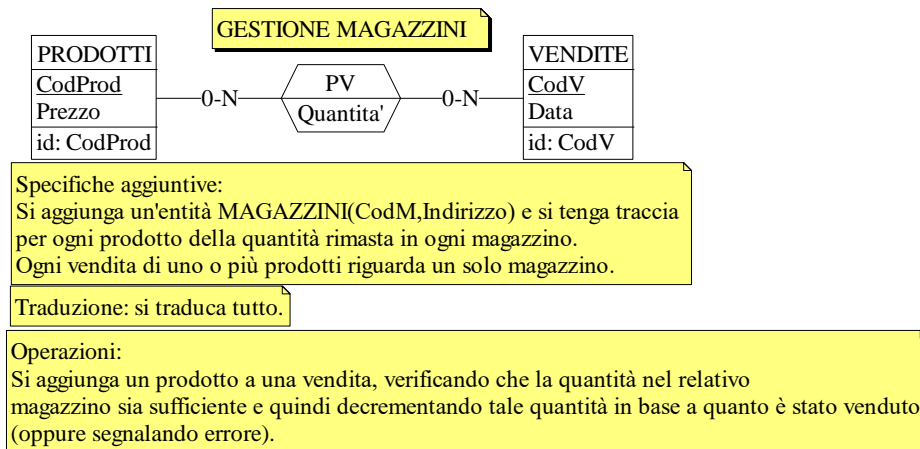 GESTIONE MAGAZZINI
PRODOTTI
CodProd
Prezzo
id: CodProd
0-N
PV
Quantita'
0-N
VENDITE
CodV
Data
id: CodV
Specifiche aggiuntive:
Si aggiunga un'entità MAGAZZINI(CodM,Indirizzo) e si tenga traccia
per ogni prodotto della quantità rimasta in ogni magazzino.
Ogni vendita di uno o più prodotti riguarda un solo magazzino.
Traduzione: si traduca tutto.
Operazioni:
Si aggiunga un prodotto a una vendita, verificando che la quantità nel relativo
magazzino sia sufficiente e quindi decrementando tale quantità in base a quanto è stato venduto
(oppure segnalando errore).